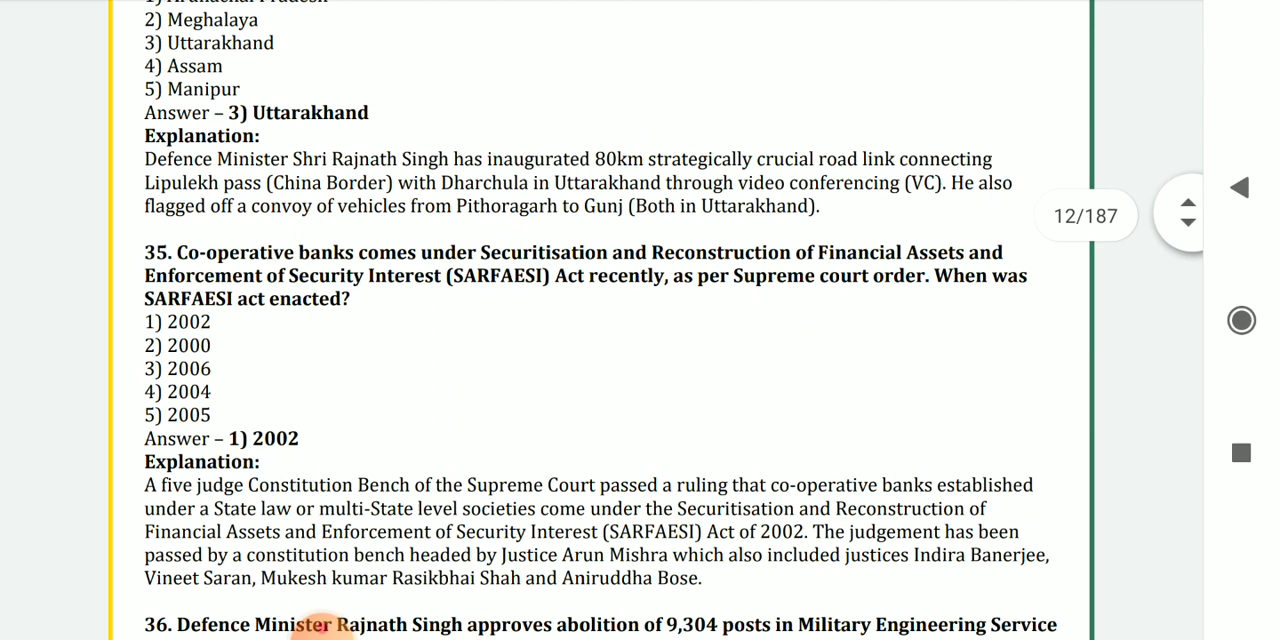 2) Meghalaya
3) Uttarakhand
4) Assam
5) Manipur
Answer – 3) Uttarakhand
Explanation:
Defence Minister Shri Rajnath Singh has inaugurated 80km strategically crucial road link connecting
Lipulekh pass (China Border) with Dharchula in Uttarakhand through video conferencing (VC). He also
flagged off a convoy of vehicles from Pithoragarh to Gunj (Both in Uttarakhand).
12/187
35. Co-operative banks comes under Securitisation and Reconstruction of Financial Assets and
Enforcement of Security Interest (SARFAESI) Act recently, as per Supreme court order. When was
SARFAESI act enacted?
1) 2002
2) 2000
3) 2006
4) 2004
5) 2005
Answer – 1) 2002
Explanation:
A five judge Constitution Bench of the Supreme Court passed a ruling that co-operative banks established
under a State law or multi-State level societies come under the Securitisation and Reconstruction of
Financial Assets and Enforcement of Security Interest (SARFAESI) Act of 2002. The judgement has been
passed by a constitution bench headed by Justice Arun Mishra which also included justices Indira Banerjee,
Vineet Saran, Mukesh kumar Rasikbhai Shah and Aniruddha Bose.
36. Defence Minister Rajnath Singh approves abolition of 9,304 posts in Military Engineering Service